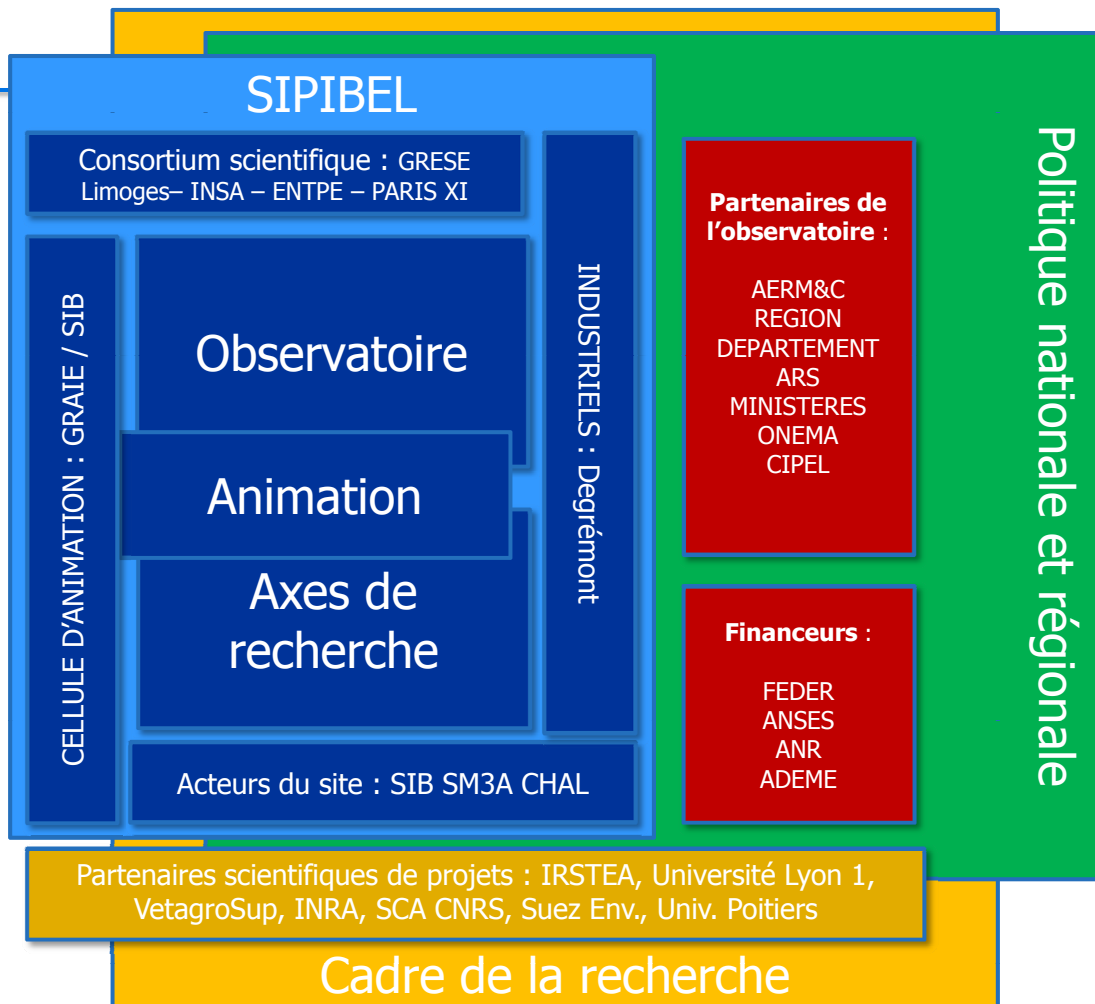 SIPIBEL
Consortium scientifique : GRESE
Limoges– INSA – ENTPE – PARIS XI
CELLULE D'ANIMATION : GRAIE / SIB
Observatoire
Animation
Axes de
recherche
INDUSTRIELS : Degrémont
Acteurs du site : SIB SM3A CHAL
Partenaires de
l'observatoire :
AERM&C
REGION
DEPARTEMENT
ARS
MINISTERES
ONEMA
CIPEL
Financeurs :
FEDER
ANSES
ANR
ADEME
Politique nationale et régionale
Partenaires scientifiques de projets : IRSTEA, Université Lyon 1,
VetagroSup, INRA, SCA CNRS, Suez Env., Univ. Poitiers
Cadre de la recherche